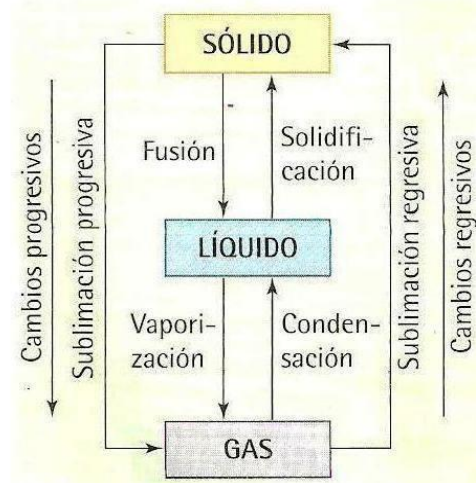 SÓLIDO
Fusión
Solidifi-
cación
LÍQUIDO
Vapori-
zación
Conden-
sación
GAS
Cambios progresivos
Sublimación progresiva
Sublimación regresiva
Cambios regresivos